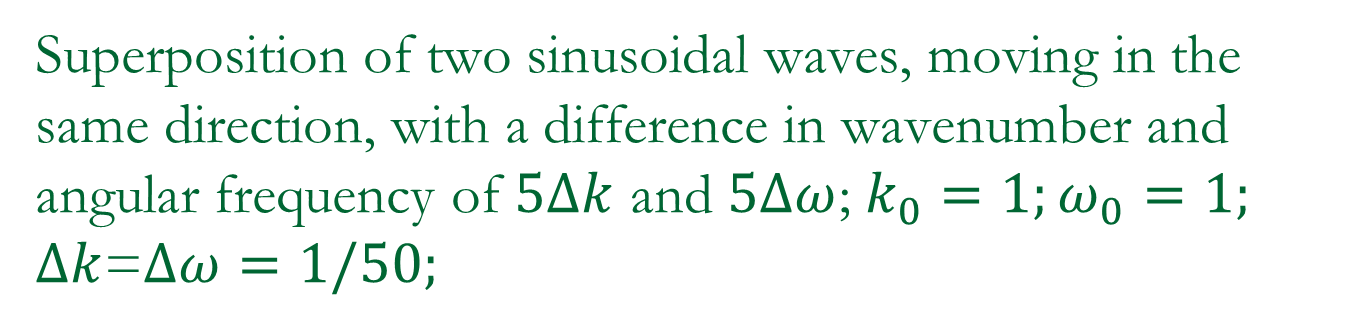 Superposition of two sinusoidal waves, moving in the
same direction, with a difference in wavenumber and
angular frequency of 5Δ𝑘 and 5Δ𝜔; 𝑘₀ = 1; 𝜔₀ = 1;
Δ𝑘=Δ𝜔 = 1/50;